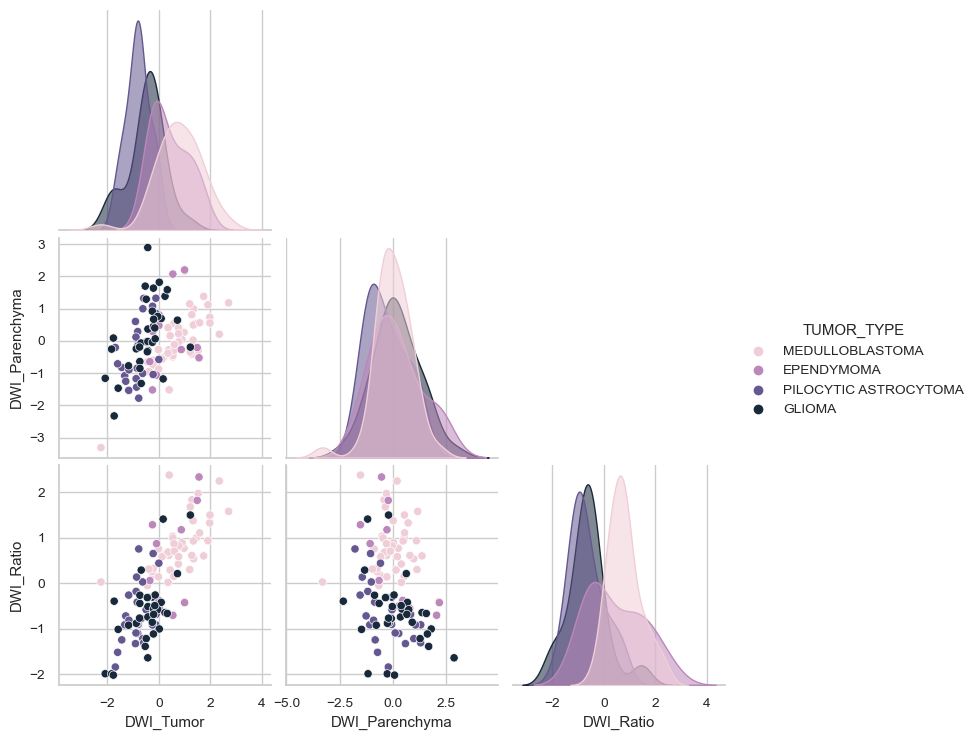 3
2
1
0
−1
−2
−3
DWI_Parenchyma
TUMOR_TYPE
MEDULLOBLASTOMA
EPENDYMOMA
PILOCYTIC ASTROCYTOMA
GLIOMA
2
1
0
−1
−2
DWI_Ratio
−2 0 2 4
−5.0 −2.5 0.0 2.5
−2 0 2 4
DWI_Tumor
DWI_Parenchyma
DWI_Ratio